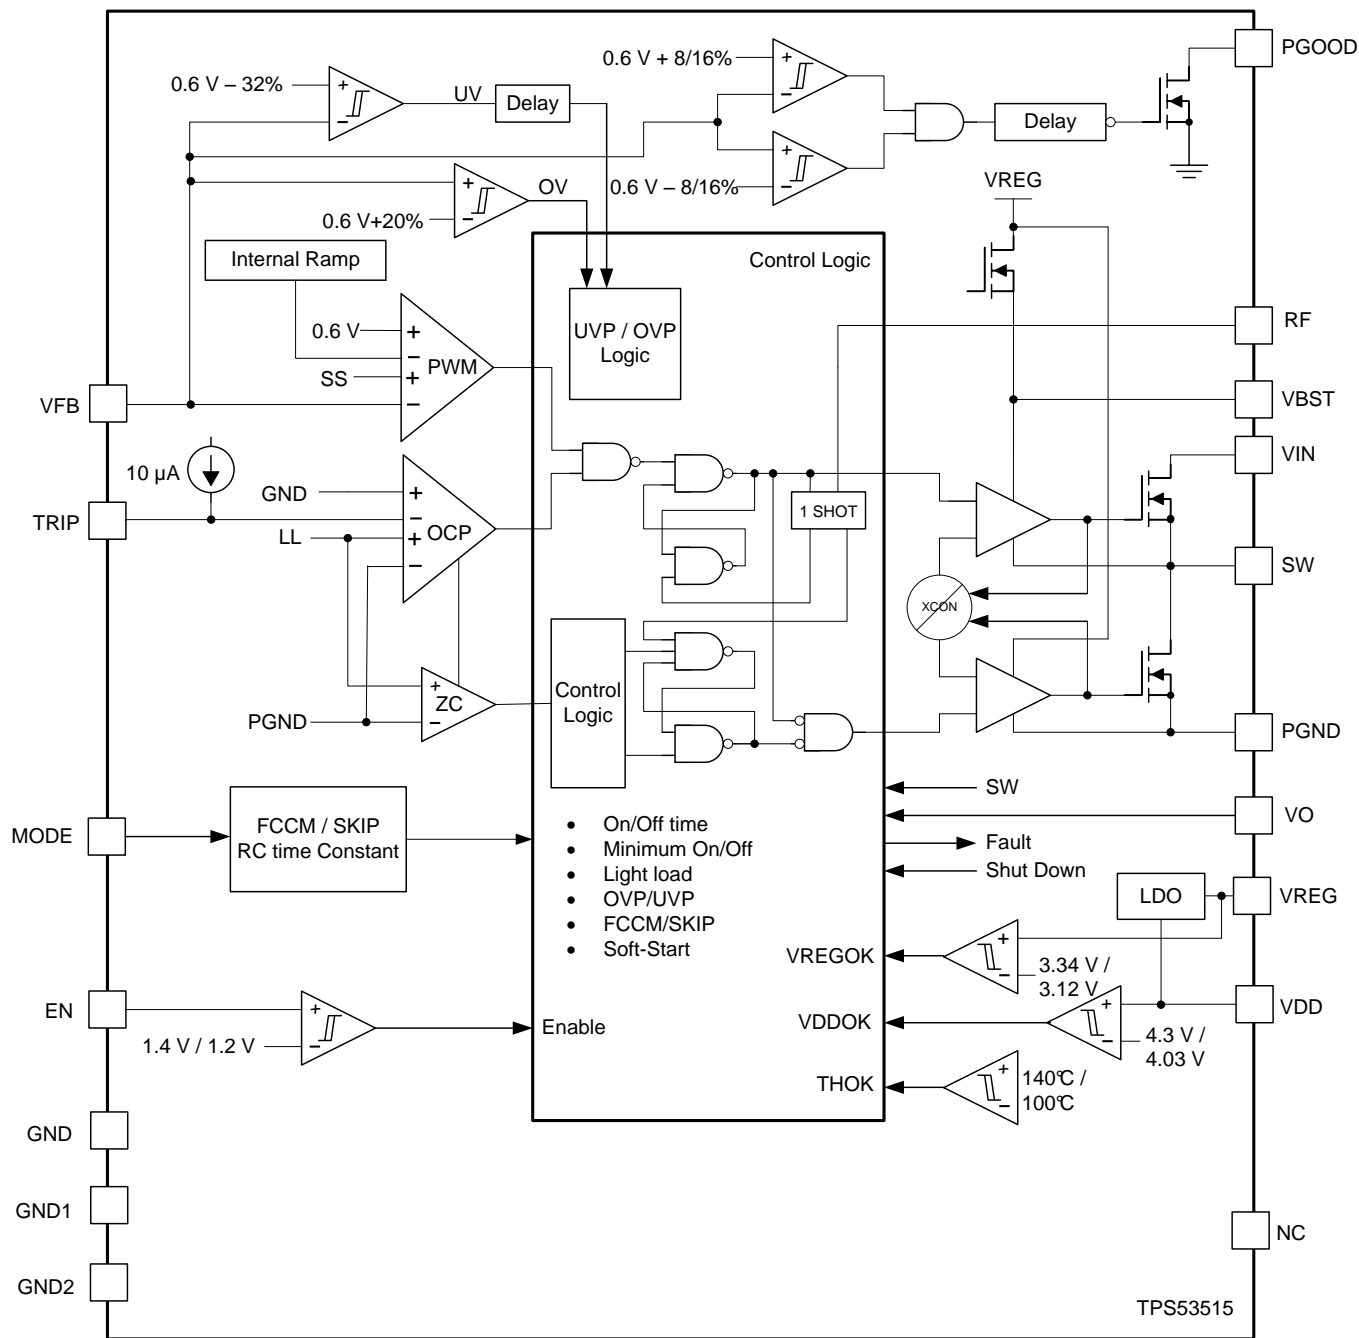 PGOOD
0.6 V + 8/16%
0.6 V – 32%
+
−
UV
Delay
+
−
Delay
+
−
0.6 V – 8/16%
VREG
+
−
OV
0.6 V+20%
Control Logic
Internal Ramp
UVP / OVP
Logic
RF
0.6 V
+
−
PWM
SS
+
−
VFB
VBST
VIN
10 µA
GND
+
TRIP
−
1 SHOT
LL
+
OCP
−
SW
XCON
Control
Logic
+
ZC
−
PGND
PGND
SW
VO
MODE
FCCM / SKIP
RC time Constant
• On/Off time
• Minimum On/Off
• Light load
• OVP/UVP
• FCCM/SKIP
• Soft-Start
Fault
Shut Down
LDO
VREG
VREGOK
+
−
3.34 V /
3.12 V
EN
+
−
1.4 V / 1.2 V
Enable
VDDOK
+
−
4.3 V /
4.03 V
VDD
THOK
+
−
140°C /
100°C
GND
GND1
NC
GND2
TPS53515